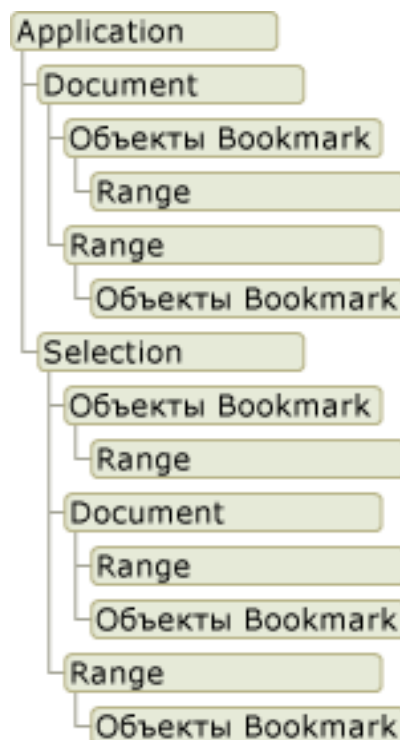 Application
Document
Объекты Bookmark
Range
Range
Объекты Bookmark
Selection
Объекты Bookmark
Range
Document
Range
Объекты Bookmark
Range
Объекты Bookmark